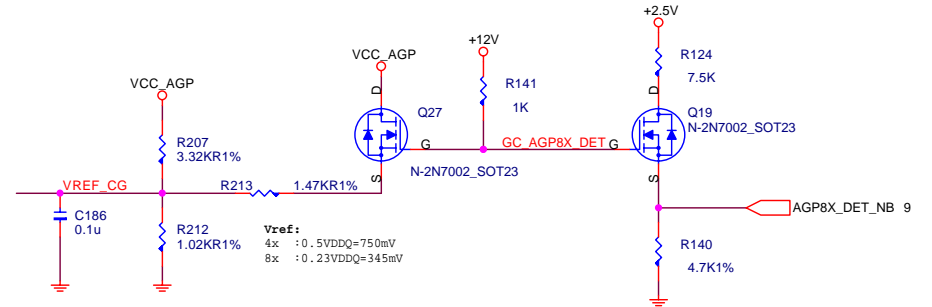 +2.5V
+12V
R124
7.5K
VCC_AGP
R141
1K
D
Q27
D
Q19
N-2N7002_SOT23
VCC_AGP
R207
3.32KR1%
G
GC_AGP8X_DET
G
N-2N7002_SOT23
S
S
VREF_CG
R213
1.47KR1%
AGP8X_DET_NB 9
C186
0.1u
R212
1.02KR1%
Vref:
4x :0.5VDDQ=750mV
8x :0.23VDDQ=345mV
R140
4.7K1%